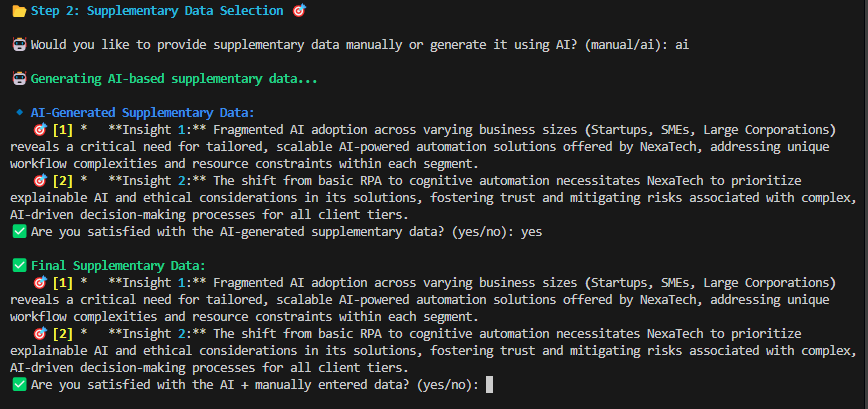 📂 Step 2: Supplementary Data Selection 🎯
🤖 Would you like to provide supplementary data manually or generate it using AI? (manual/ai): ai
🤖 Generating AI-based supplementary data...
🔹 AI-Generated Supplementary Data:
🎯 [1] *   **Insight 1:** Fragmented AI adoption across varying business sizes (Startups, SMEs, Large Corporations)
reveals a critical need for tailored, scalable AI-powered automation solutions offered by NexaTech, addressing unique
workflow complexities and resource constraints within each segment.
🎯 [2] *   **Insight 2:** The shift from basic RPA to cognitive automation necessitates NexaTech to prioritize
explainable AI and ethical considerations in its solutions, fostering trust and mitigating risks associated with complex,
AI-driven decision-making processes for all client tiers.
✅ Are you satisfied with the AI-generated supplementary data? (yes/no): yes
✅ Final Supplementary Data:
🎯 [1] *   **Insight 1:** Fragmented AI adoption across varying business sizes (Startups, SMEs, Large Corporations)
reveals a critical need for tailored, scalable AI-powered automation solutions offered by NexaTech, addressing unique
workflow complexities and resource constraints within each segment.
🎯 [2] *   **Insight 2:** The shift from basic RPA to cognitive automation necessitates NexaTech to prioritize
explainable AI and ethical considerations in its solutions, fostering trust and mitigating risks associated with complex,
AI-driven decision-making processes for all client tiers.
✅ Are you satisfied with the AI + manually entered data? (yes/no):